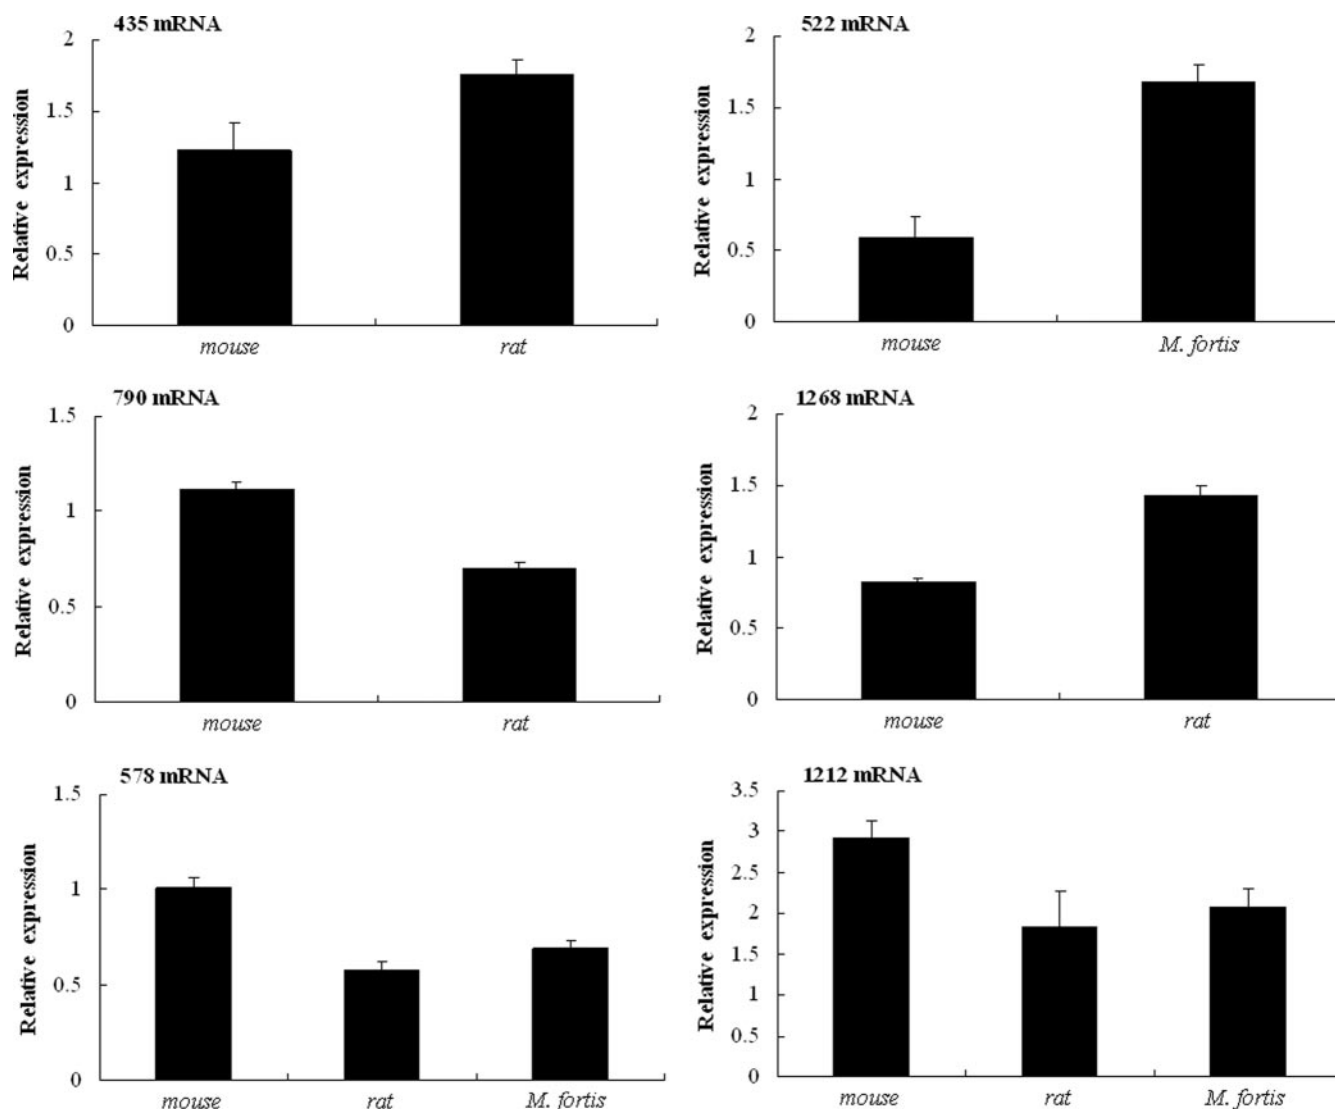 435 mRNA
Relative expression
2
1.5
1
0.5
0
mouse rat
522 mRNA
Relative expression
2
1.5
1
0.5
0
mouse M. fortis
790 mRNA
Relative expression
1.5
1
0.5
0
mouse rat
1268 mRNA
Relative expression
2
1.5
1
0.5
0
mouse rat
578 mRNA
Relative expression
1.5
1
0.5
0
mouse rat M. fortis
1212 mRNA
Relative expression
3.5
3
2.5
2
1.5
1
0.5
0
mouse rat M. fortis